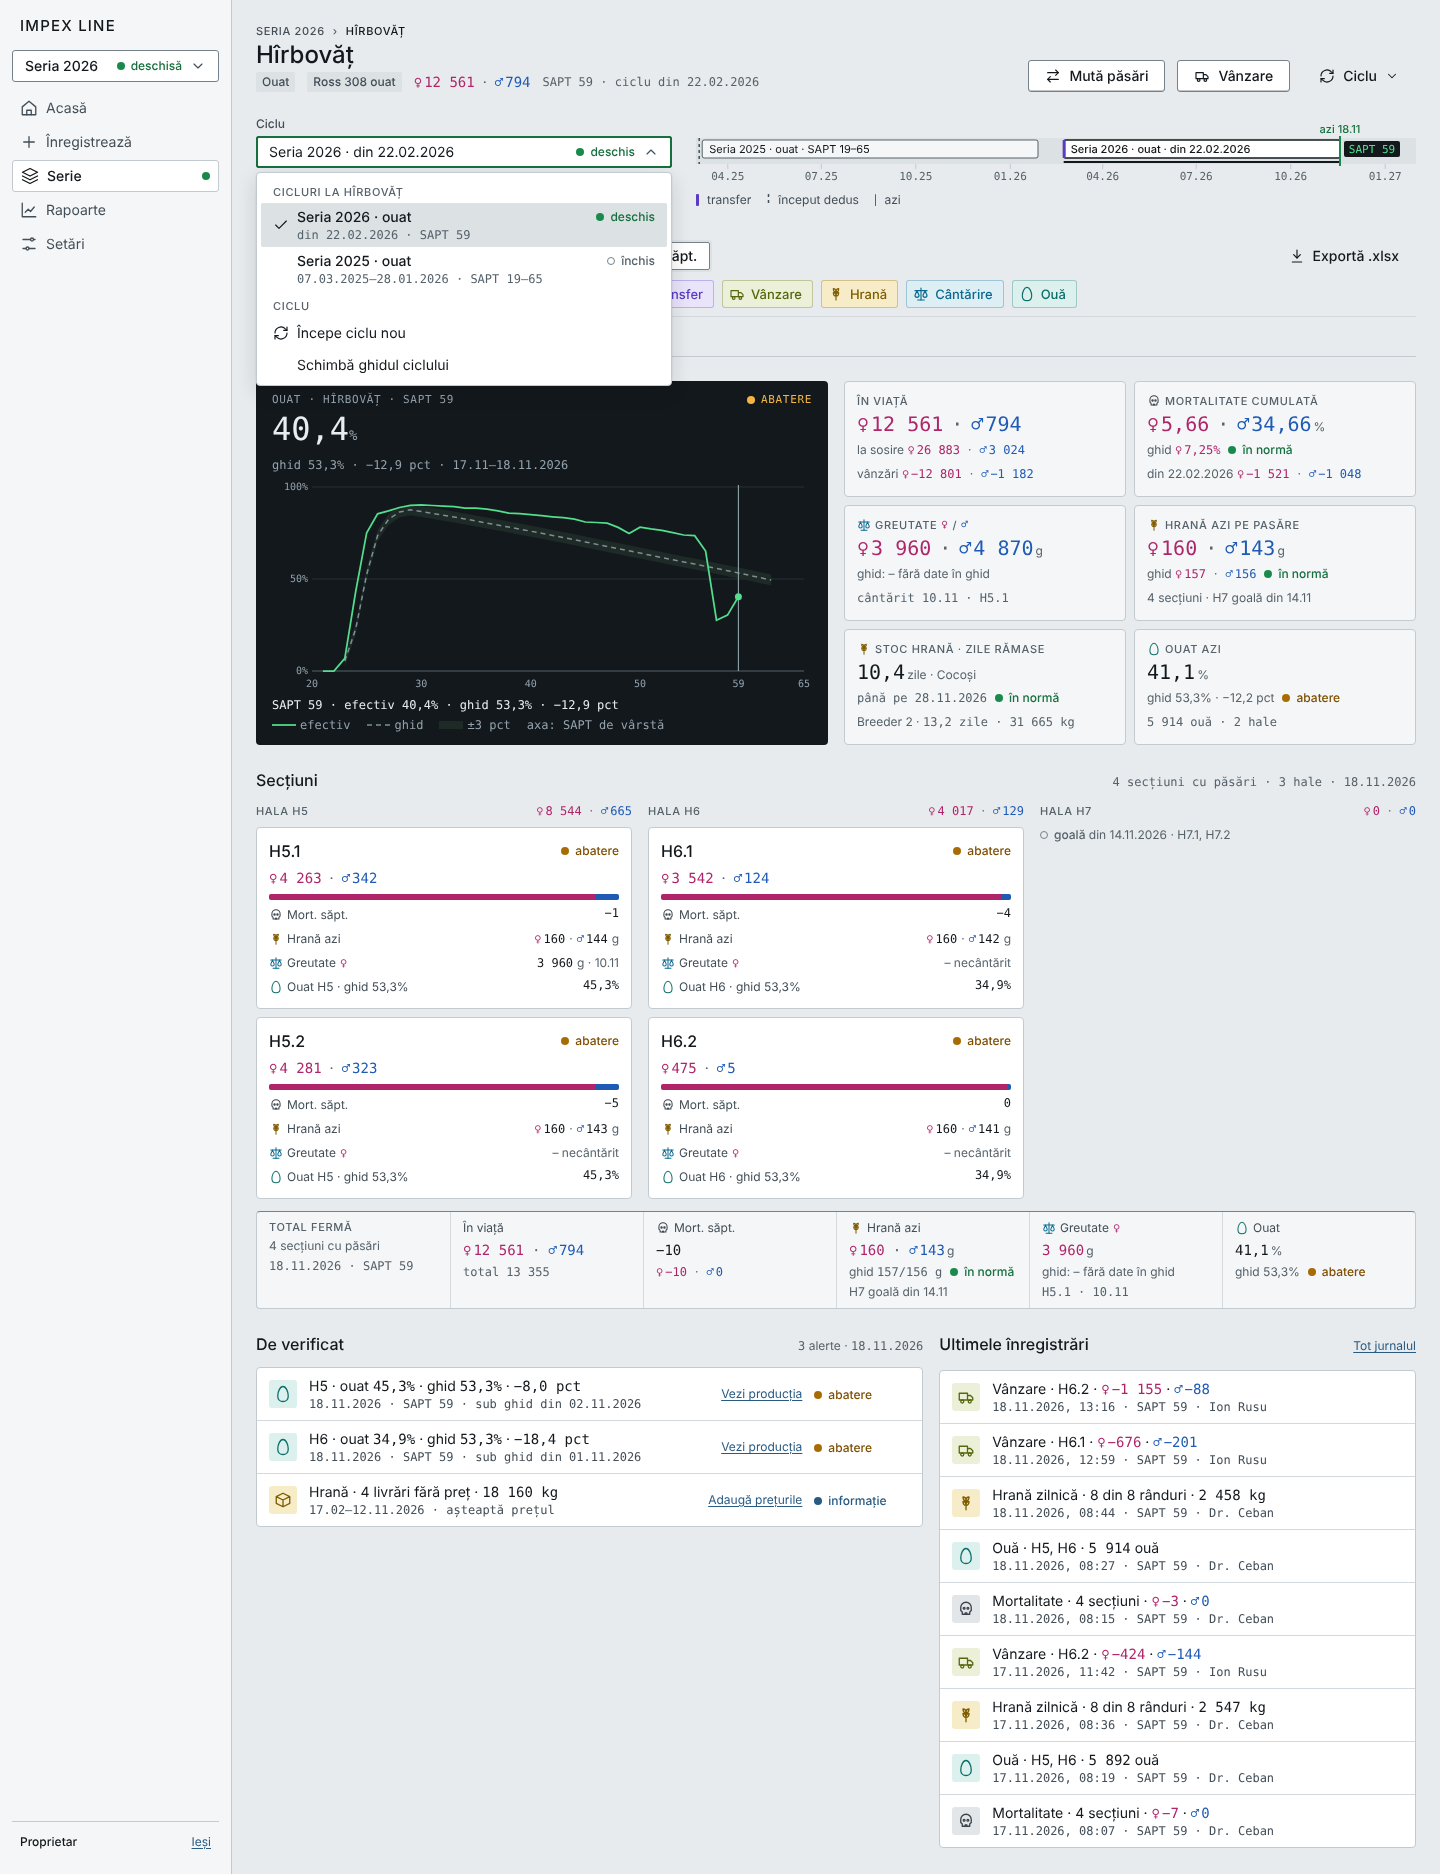 IMPEX LINE
Seria 2026 deschisă
Acasă
Înregistrează
Serie
Rapoarte
Setări
SERIA 2026 › HÎRBOVĂȚ
Hîrbovăț
Ouat Ross 308 ouat ♀12 561 · ♂794 SAPT 59 · ciclu din 22.02.2026
Mută păsări
Vânzare
Ciclu
Ciclu
Seria 2026 · din 22.02.2026 deschis
CICLURI LA HÎRBOVĂȚ
Seria 2026 · ouat deschis
din 22.02.2026 · SAPT 59
Seria 2025 · ouat închis
07.03.2025–28.01.2026 · SAPT 19–65
CICLU
Începe ciclu nou
Schimbă ghidul ciclului
azi 18.11
Seria 2025 · ouat · SAPT 19–65
Seria 2026 · ouat · din 22.02.2026
SAPT 59
04.25 07.25 10.25 01.26 04.26 07.26 10.26 01.27
transfer început dedus azi
ăpt.
Exportă .xlsx
nsfer Vânzare Hrană Cântărire Ouă
OUAT · HÎRBOVĂȚ · SAPT 59 ABATERE
40,4%
ghid 53,3% · −12,9 pct · 17.11–18.11.2026
100%
50%
0%
20 30 40 50 59 65
SAPT 59 · efectiv 40,4% · ghid 53,3% · −12,9 pct
efectiv ghid ±3 pct axa: SAPT de vârstă
ÎN VIAȚĂ
♀12 561 · ♂794
la sosire ♀26 883 · ♂3 024
vânzări ♀−12 801 · ♂−1 182
MORTALITATE CUMULATĂ
♀5,66 · ♂34,66%
ghid ♀7,25% în normă
din 22.02.2026 ♀−1 521 · ♂−1 048
GREUTATE ♀ / ♂
♀3 960 · ♂4 870g
ghid: – fără date în ghid
cântărit 10.11 · H5.1
HRANĂ AZI PE PASĂRE
♀160 · ♂143g
ghid ♀157 · ♂156 în normă
4 secțiuni · H7 goală din 14.11
STOC HRANĂ · ZILE RĂMASE
10,4zile · Cocoși
până pe 28.11.2026 în normă
Breeder 2 · 13,2 zile · 31 665 kg
OUAT AZI
41,1%
ghid 53,3% · −12,2 pct abatere
5 914 ouă · 2 hale
Secțiuni
4 secțiuni cu păsări · 3 hale · 18.11.2026
HALA H5 ♀8 544 · ♂665
H5.1 abatere
♀4 263 · ♂342
Mort. săpt. −1
Hrană azi ♀160 · ♂144 g
Greutate ♀ 3 960 g · 10.11
Ouat H5 · ghid 53,3% 45,3%
H5.2 abatere
♀4 281 · ♂323
Mort. săpt. −5
Hrană azi ♀160 · ♂143 g
Greutate ♀ – necântărit
Ouat H5 · ghid 53,3% 45,3%
HALA H6 ♀4 017 · ♂129
H6.1 abatere
♀3 542 · ♂124
Mort. săpt. −4
Hrană azi ♀160 · ♂142 g
Greutate ♀ – necântărit
Ouat H6 · ghid 53,3% 34,9%
H6.2 abatere
♀475 · ♂5
Mort. săpt. 0
Hrană azi ♀160 · ♂141 g
Greutate ♀ – necântărit
Ouat H6 · ghid 53,3% 34,9%
HALA H7 ♀0 · ♂0
goală din 14.11.2026 · H7.1, H7.2
TOTAL FERMĂ
4 secțiuni cu păsări
18.11.2026 · SAPT 59
În viață
♀12 561 · ♂794
total 13 355
Mort. săpt.
−10
♀−10 · ♂0
Hrană azi
♀160 · ♂143g
ghid 157/156 g în normă
H7 goală din 14.11
Greutate ♀
3 960g
ghid: – fără date în ghid
H5.1 · 10.11
Ouat
41,1%
ghid 53,3% abatere
De verificat
3 alerte · 18.11.2026
H5 · ouat 45,3% · ghid 53,3% · −8,0 pct
18.11.2026 · SAPT 59 · sub ghid din 02.11.2026
Vezi producția abatere
H6 · ouat 34,9% · ghid 53,3% · −18,4 pct
18.11.2026 · SAPT 59 · sub ghid din 01.11.2026
Vezi producția abatere
Hrană · 4 livrări fără preț · 18 160 kg
17.02–12.11.2026 · așteaptă prețul
Adaugă prețurile informație
Ultimele înregistrări
Tot jurnalul
Vânzare · H6.2 · ♀−1 155 · ♂−88
18.11.2026, 13:16 · SAPT 59 · Ion Rusu
Vânzare · H6.1 · ♀−676 · ♂−201
18.11.2026, 12:59 · SAPT 59 · Ion Rusu
Hrană zilnică · 8 din 8 rânduri · 2 458 kg
18.11.2026, 08:44 · SAPT 59 · Dr. Ceban
Ouă · H5, H6 · 5 914 ouă
18.11.2026, 08:27 · SAPT 59 · Dr. Ceban
Mortalitate · 4 secțiuni · ♀−3 · ♂0
18.11.2026, 08:15 · SAPT 59 · Dr. Ceban
Vânzare · H6.2 · ♀−424 · ♂−144
17.11.2026, 11:42 · SAPT 59 · Ion Rusu
Hrană zilnică · 8 din 8 rânduri · 2 547 kg
17.11.2026, 08:36 · SAPT 59 · Dr. Ceban
Ouă · H5, H6 · 5 892 ouă
17.11.2026, 08:19 · SAPT 59 · Dr. Ceban
Mortalitate · 4 secțiuni · ♀−7 · ♂0
17.11.2026, 08:07 · SAPT 59 · Dr. Ceban
Proprietar
Ieși